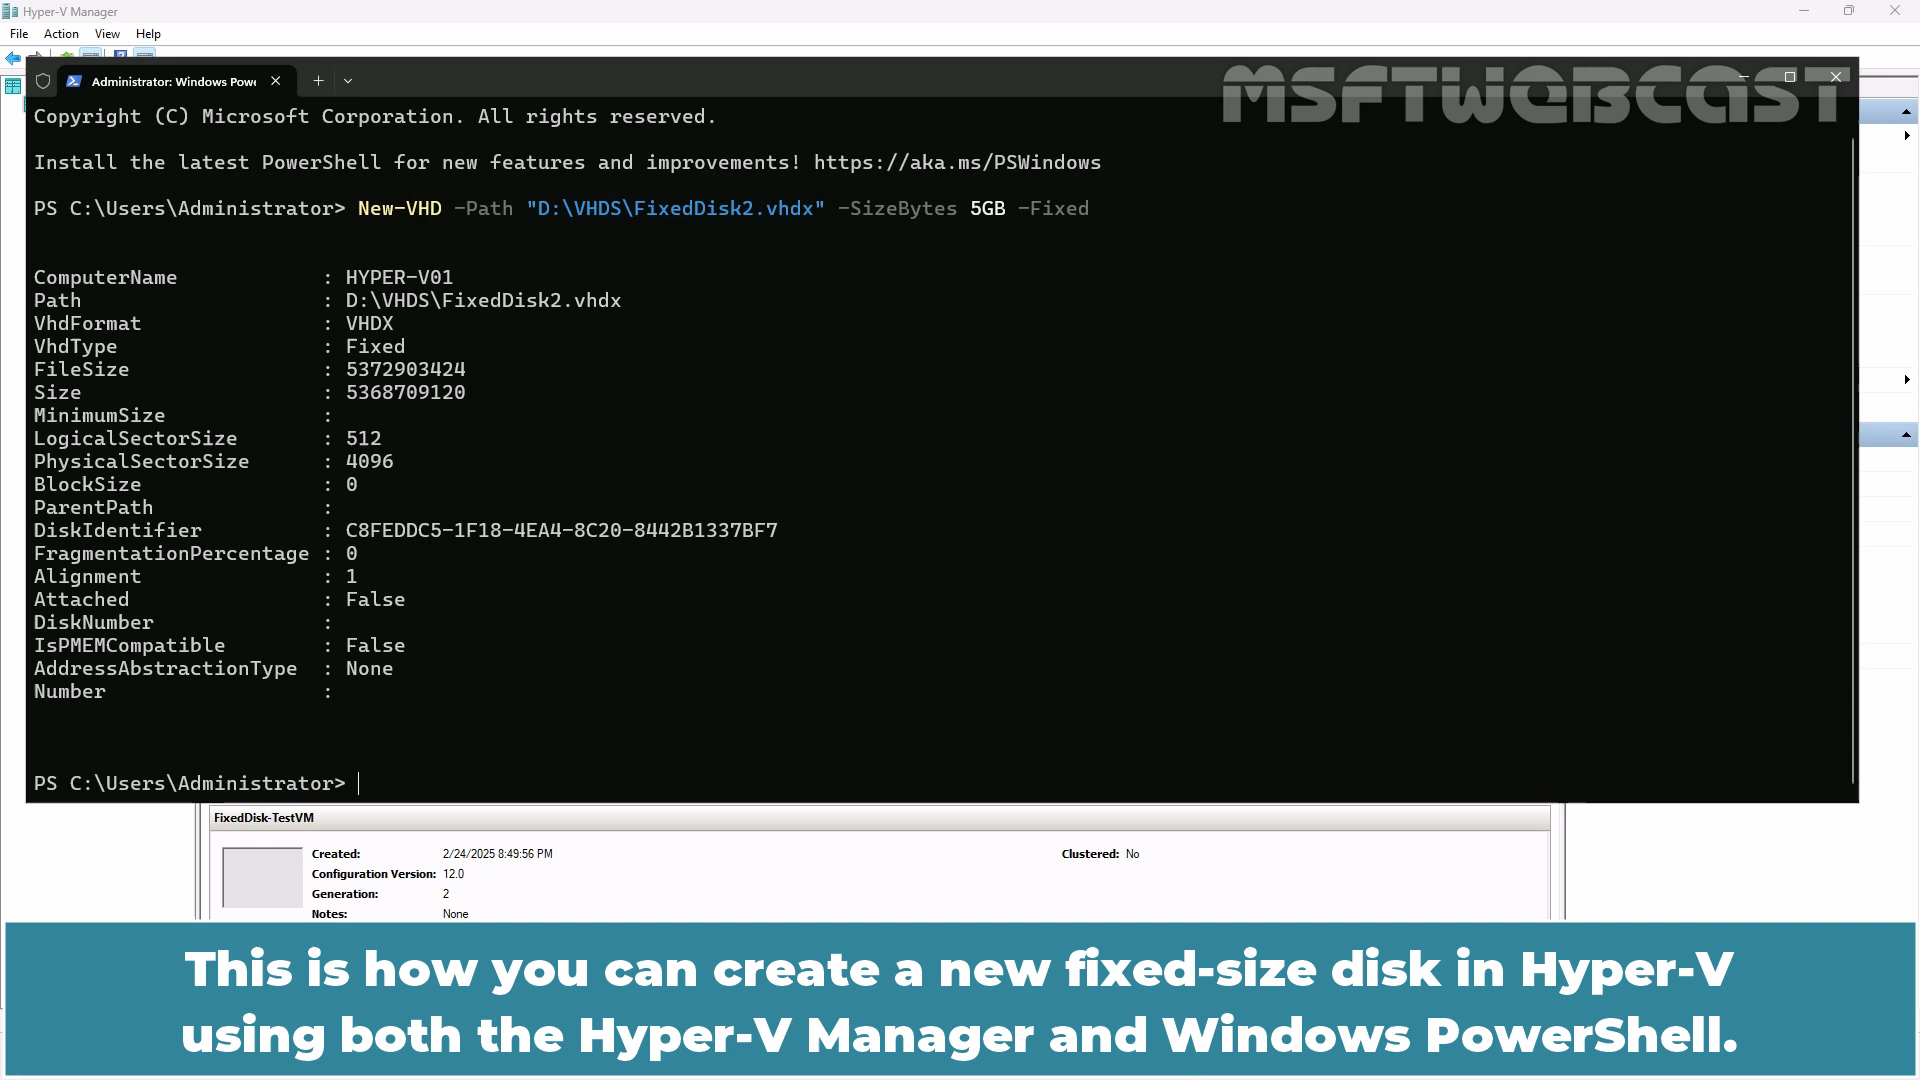 Hyper-V Manager
File Action View Help
Administrator: Windows Powe
MSFTWEBCAST
Copyright (C) Microsoft Corporation. All rights reserved.
Install the latest PowerShell for new features and improvements! https://aka.ms/PSWindows
PS C:\Users\Administrator> New-VHD -Path "D:\VHDS\FixedDisk2.vhdx" -SizeBytes 5GB -Fixed
ComputerName : HYPER-V01
Path : D:\VHDS\FixedDisk2.vhdx
VhdFormat : VHDX
VhdType : Fixed
FileSize : 5372903424
Size : 5368709120
MinimumSize :
LogicalSectorSize : 512
PhysicalSectorSize : 4096
BlockSize : 0
ParentPath :
DiskIdentifier : C8FEDDC5-1F18-4EA4-8C20-8442B1337BF7
FragmentationPercentage : 0
Alignment : 1
Attached : False
DiskNumber :
IsPMEMCompatible : False
AddressAbstractionType : None
Number :
PS C:\Users\Administrator>
FixedDisk-TestVM
Created: 2/24/2025 8:49:56 PM Clustered: No
Configuration Version: 12.0
Generation: 2
Notes: None
This is how you can create a new fixed-size disk in Hyper-V
using both the Hyper-V Manager and Windows PowerShell.